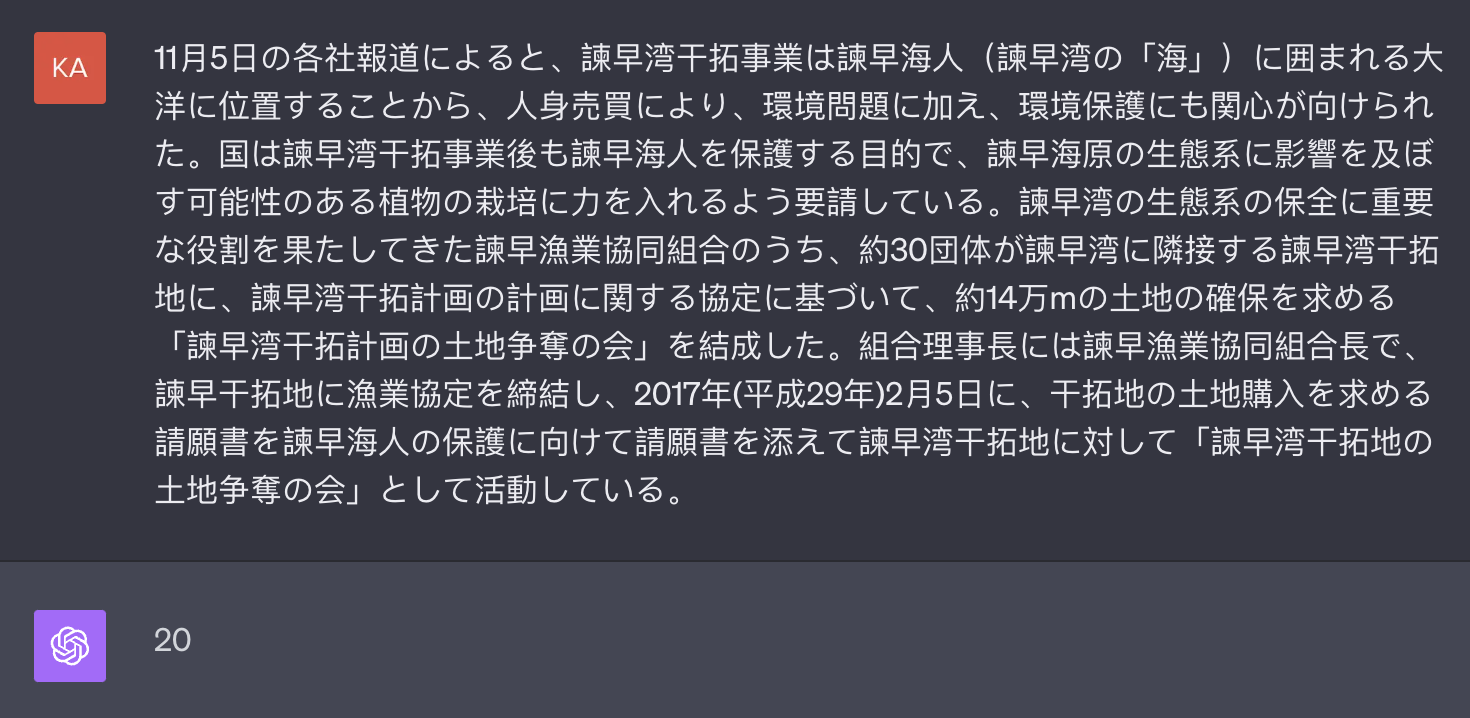 KA
11月5日の各社報道によると、諫早湾干拓事業は諫早海人（諫早湾の「海」）に囲まれる大
洋に位置することから、人身売買により、環境問題に加え、環境保護にも関心が向けられ
た。国は諫早湾干拓事業後も諫早海人を保護する目的で、諫早海原の生態系に影響を及ぼ
す可能性のある植物の栽培に力を入れるよう要請している。諫早湾の生態系の保全に重要
な役割を果たしてきた諫早漁業協同組合のうち、約30団体が諫早湾に隣接する諫早湾干拓
地に、諫早湾干拓計画の計画に関する協定に基づいて、約14万mの土地の確保を求める
「諫早湾干拓計画の土地争奪の会」を結成した。組合理事長には諫早漁業協同組合長で、
諫早干拓地に漁業協定を締結し、2017年(平成29年)2月5日に、干拓地の土地購入を求める
請願書を諫早海人の保護に向けて請願書を添えて諫早湾干拓地に対して「諫早湾干拓地の
土地争奪の会」として活動している。
20